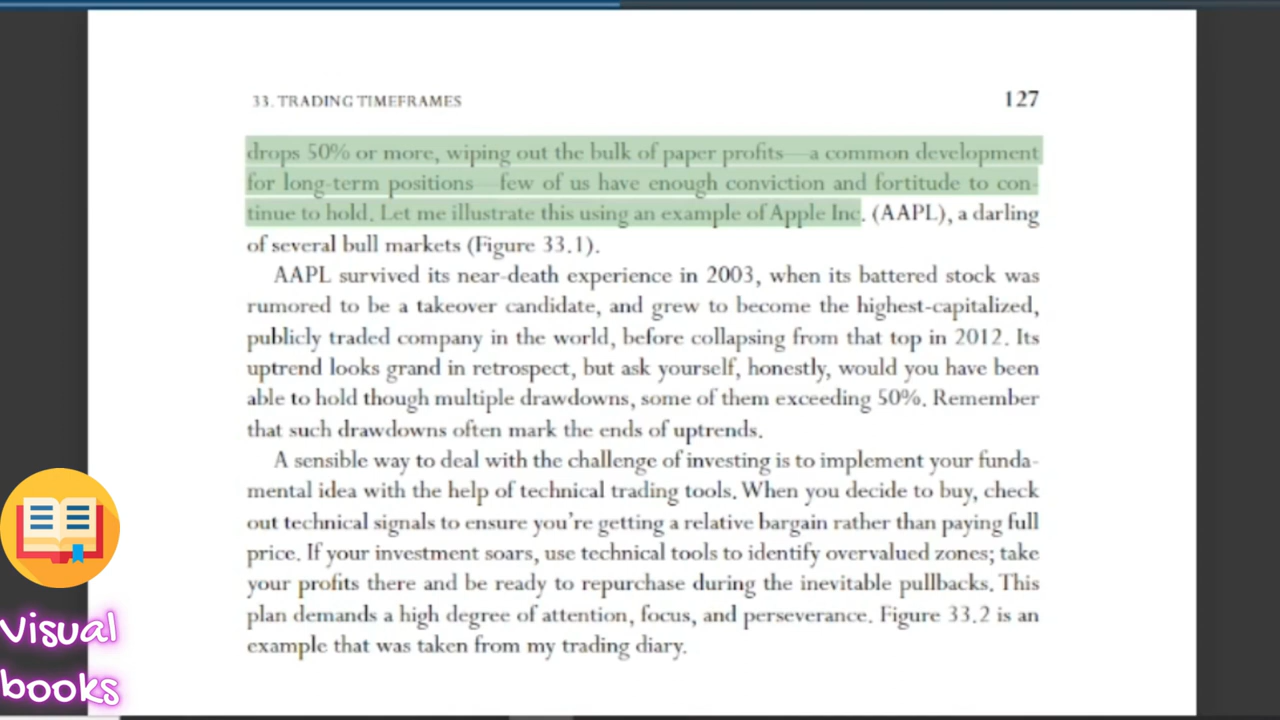 33. TRADING TIMEFRAMES 127
drops 50% or more, wiping out the bulk of paper profits—a common development
for long-term positions—few of us have enough conviction and fortitude to con-
tinue to hold. Let me illustrate this using an example of Apple Inc. (AAPL), a darling
of several bull markets (Figure 33.1).
AAPL survived its near-death experience in 2003, when its battered stock was
rumored to be a takeover candidate, and grew to become the highest-capitalized,
publicly traded company in the world, before collapsing from that top in 2012. Its
uptrend looks grand in retrospect, but ask yourself, honestly, would you have been
able to hold though multiple drawdowns, some of them exceeding 50%. Remember
that such drawdowns often mark the ends of uptrends.
A sensible way to deal with the challenge of investing is to implement your funda-
mental idea with the help of technical trading tools. When you decide to buy, check
out technical signals to ensure you're getting a relative bargain rather than paying full
price. If your investment soars, use technical tools to identify overvalued zones; take
your profits there and be ready to repurchase during the inevitable pullbacks. This
plan demands a high degree of attention, focus, and perseverance. Figure 33.2 is an
example that was taken from my trading diary.
Visual
books